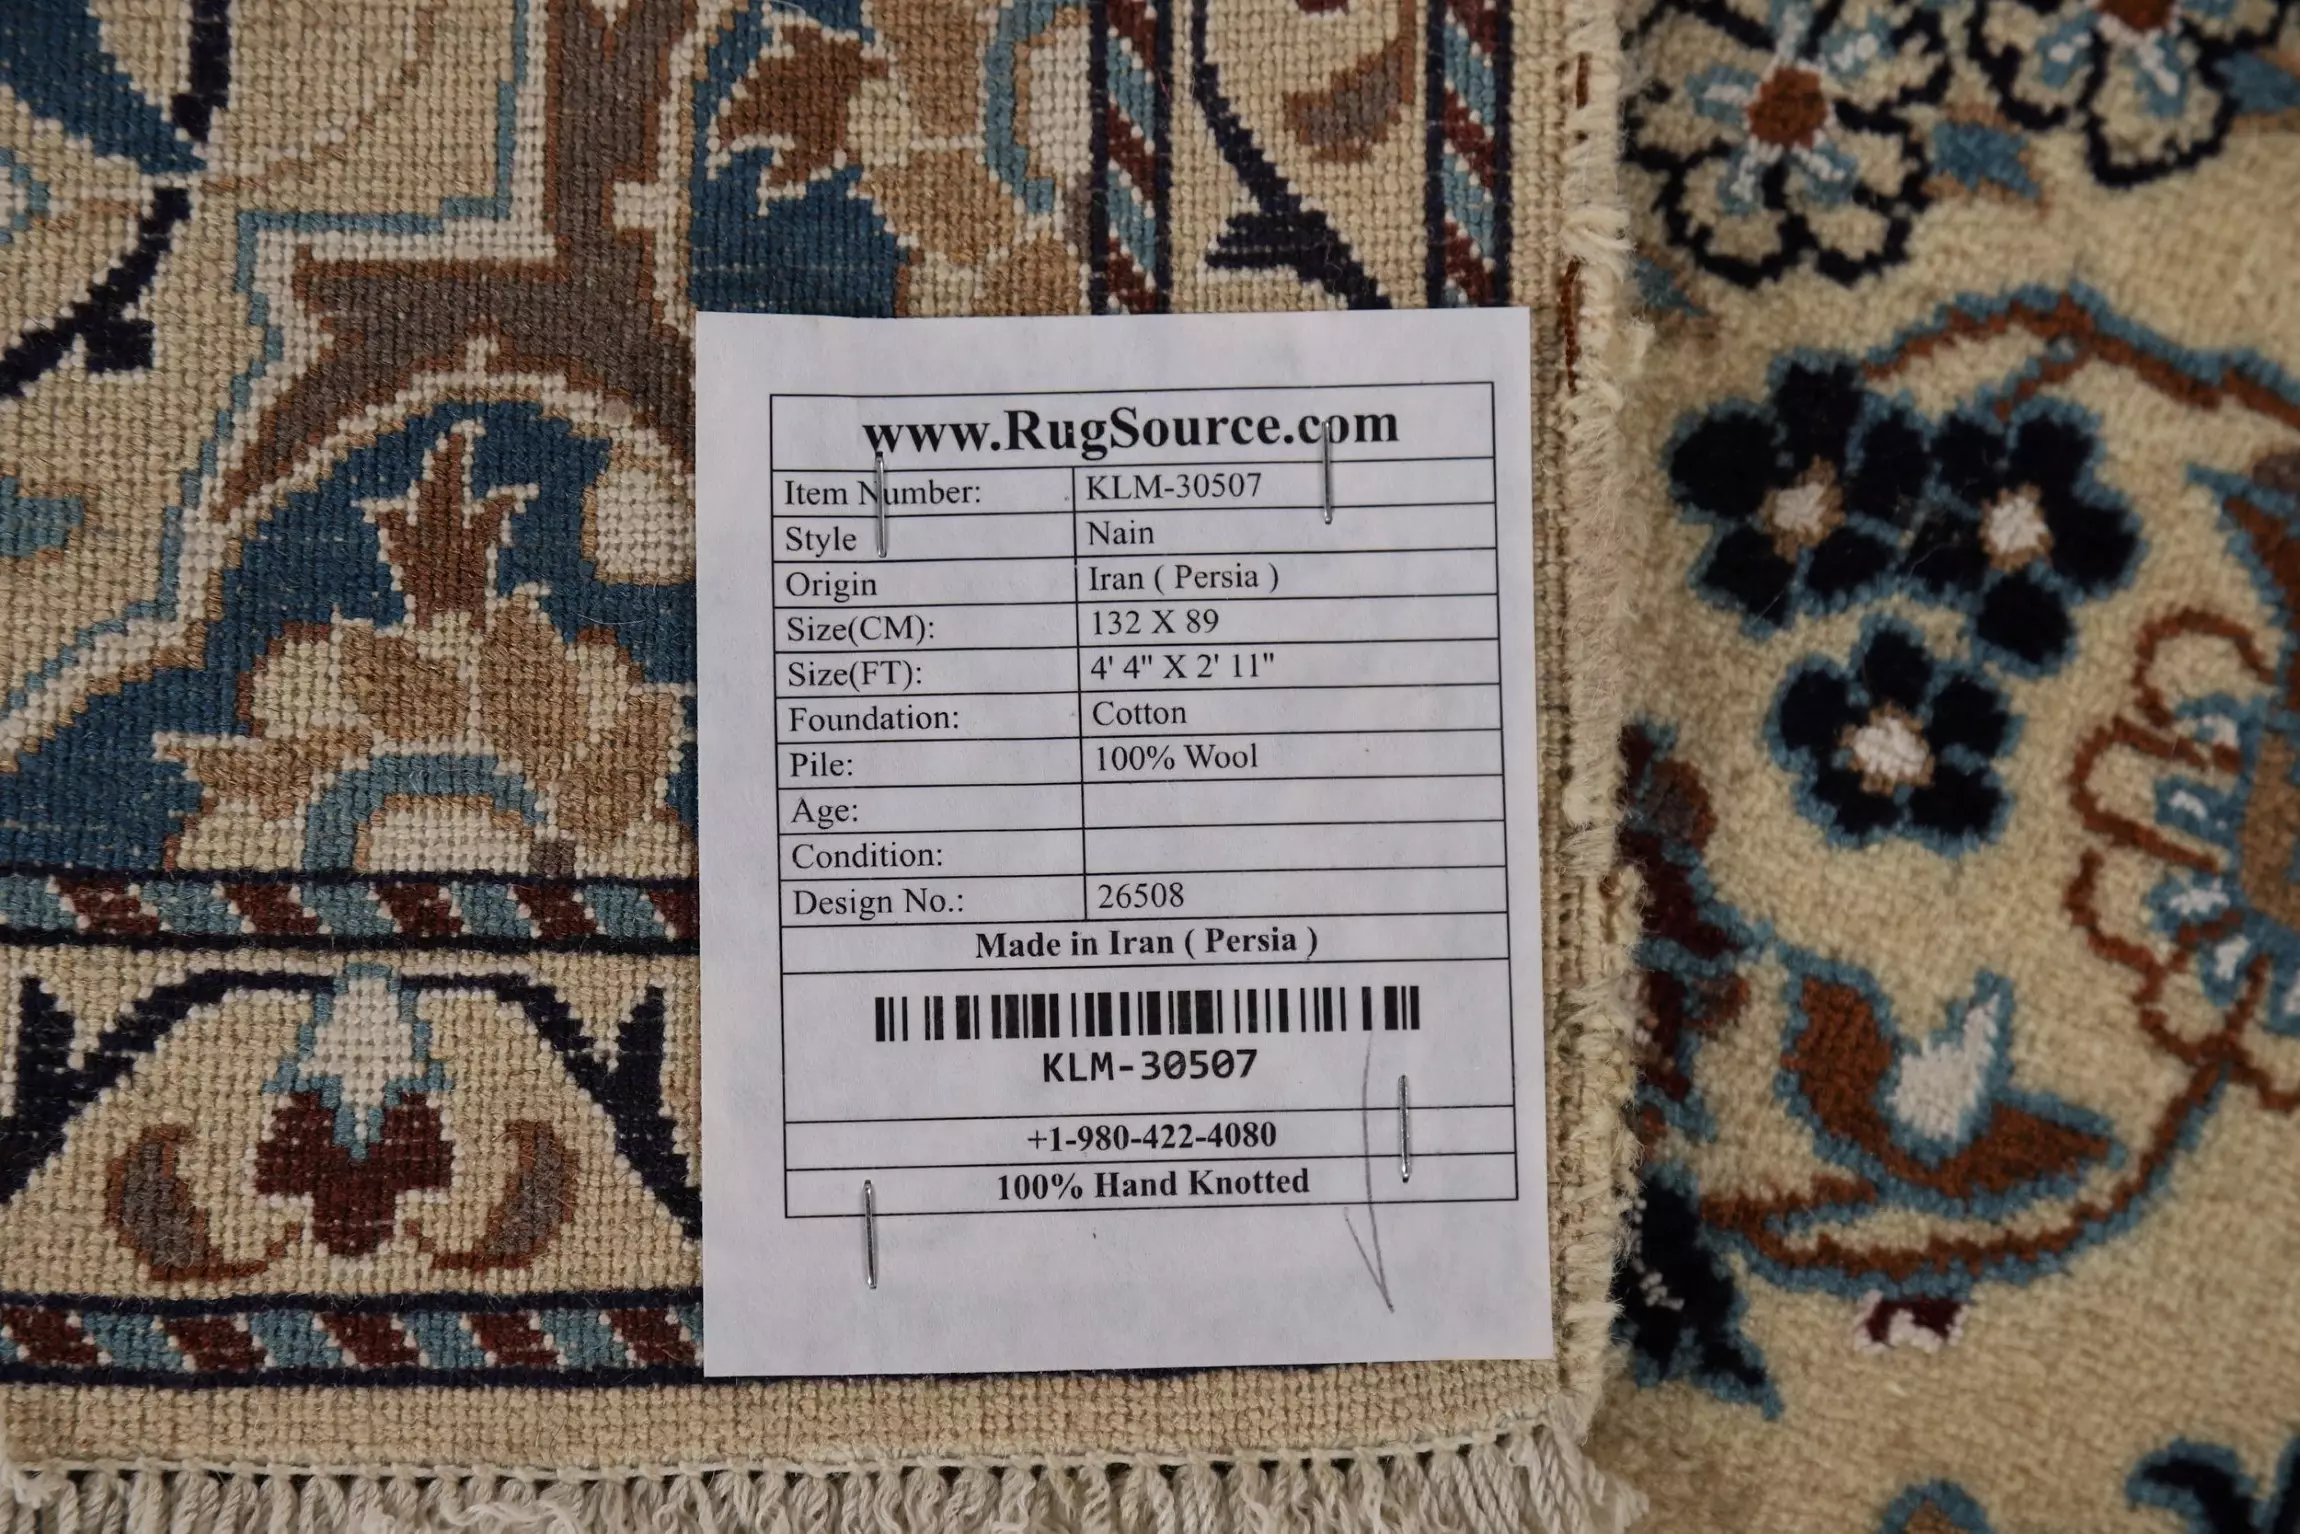 www.RugSource.com
Item Number: KLM-30507
Style Nain
Origin Iran ( Persia )
Size(CM): 132 X 89
Size(FT): 4' 4" X 2' 11"
Foundation: Cotton
Pile: 100% Wool
Age:
Condition:
Design No.: 26508
Made in Iran ( Persia )
KLM-30507
+1-980-422-4080
100% Hand Knotted